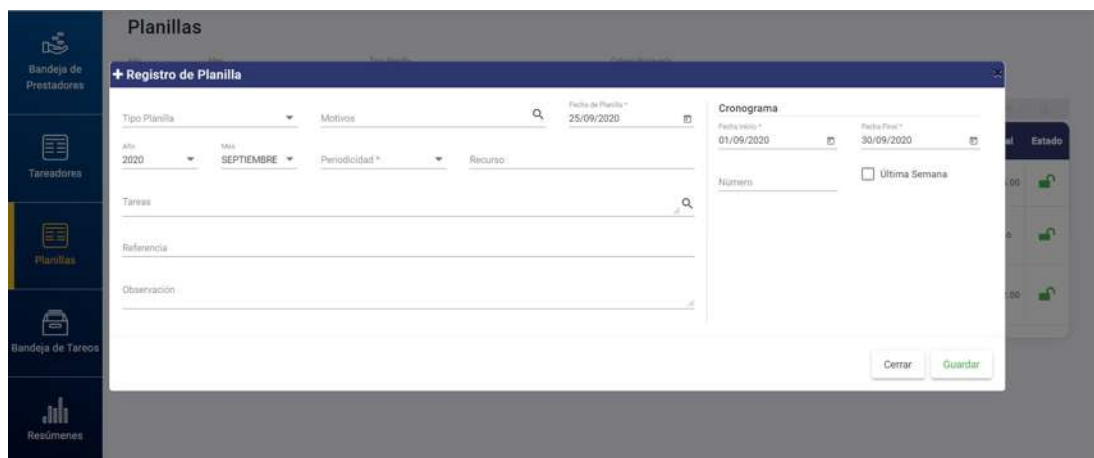 Planillas
Bandeja de
Prestadores
Tareadores
Planillas
Bandeja de Tareos
Resúmenes
+ Registro de Planilla
Tipo Planilla
Motivos
Fecha de Planilla *
25/09/2020
Año
2020
Mes
SEPTIEMBRE
Periodicidad *
Recurso
Tareas
Referencia
Observación
Cronograma
Fecha Inicio *
01/09/2020
Fecha Final *
30/09/2020
Número
Última Semana
Estado
Cerrar
Guardar